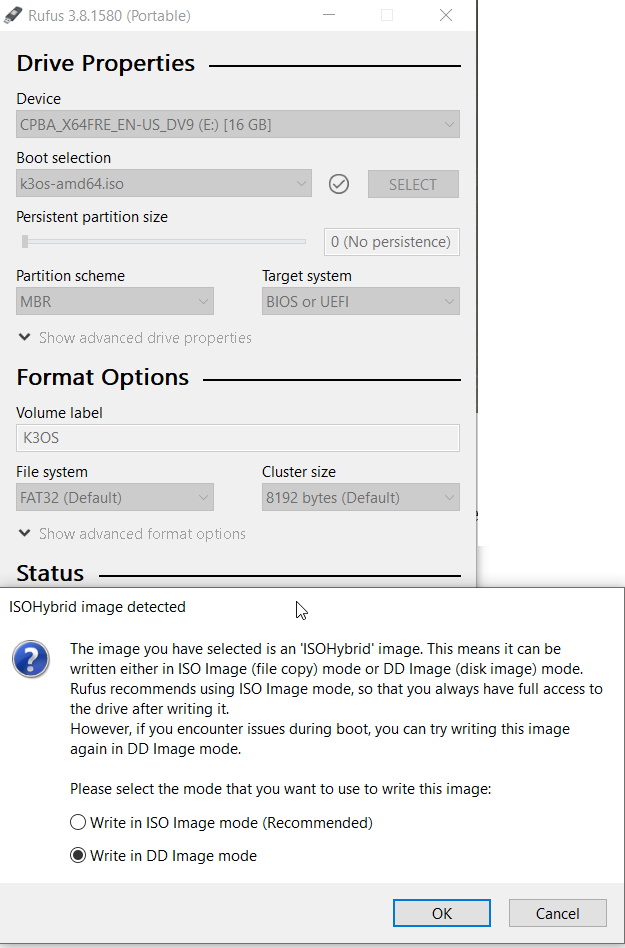 Rufus 3.8.1580 (Portable)
Drive Properties
Device
CPBA_X64FRE_EN-US_DV9 (E:) [16 GB]
Boot selection
k3os-amd64.iso
SELECT
Persistent partition size
0 (No persistence)
Partition scheme
Target system
MBR
BIOS or UEFI
Show advanced drive properties
Format Options
Volume label
K3OS
File system
Cluster size
FAT32 (Default)
8192 bytes (Default)
Show advanced format options
Status
ISOHybrid image detected
The image you have selected is an 'ISOHybrid' image. This means it can be
written either in ISO Image (file copy) mode or DD Image (disk image) mode.
Rufus recommends using ISO Image mode, so that you always have full access to
the drive after writing it.
However, if you encounter issues during boot, you can try writing this image
again in DD Image mode.
Please select the mode that you want to use to write this image:
Write in ISO Image mode (Recommended)
Write in DD Image mode
OK
Cancel